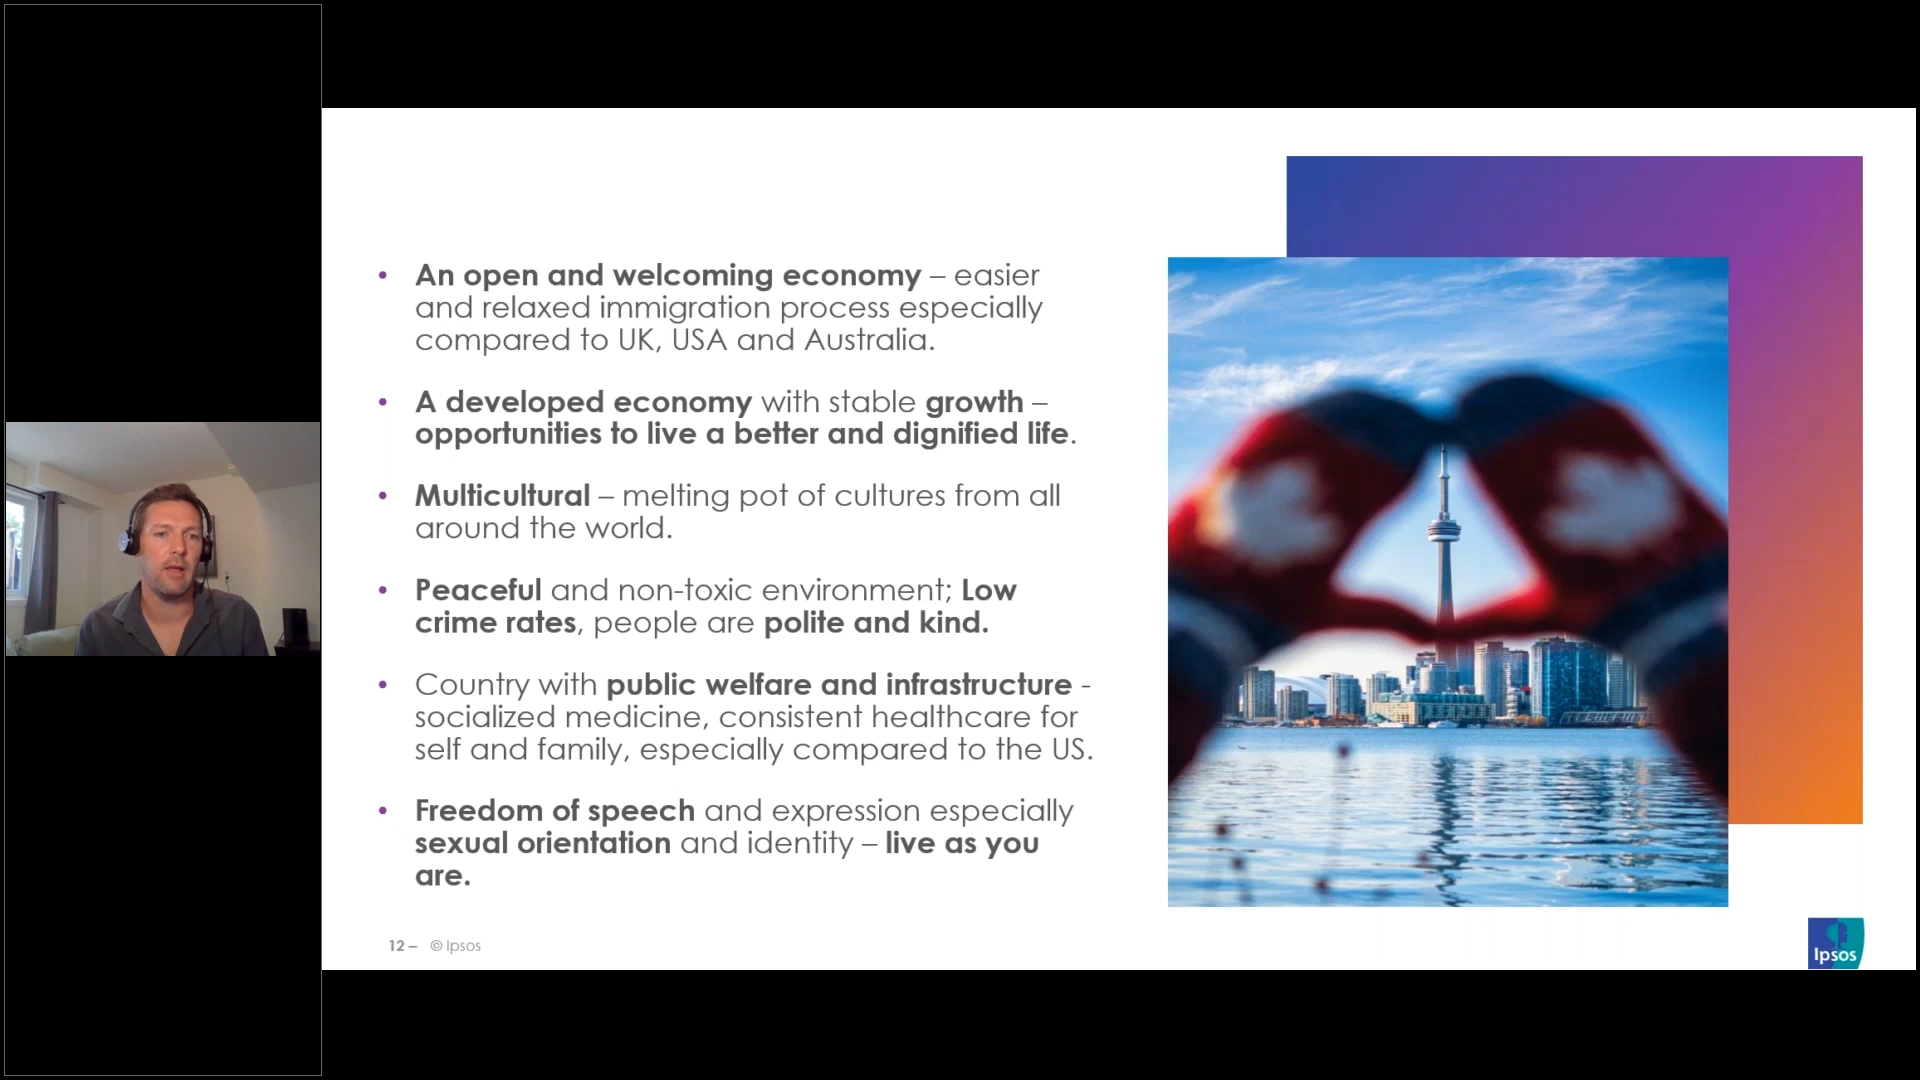 • An open and welcoming economy – easier
and relaxed immigration process especially
compared to UK, USA and Australia.
• A developed economy with stable growth –
opportunities to live a better and dignified life.
• Multicultural – melting pot of cultures from all
around the world.
• Peaceful and non-toxic environment; Low
crime rates, people are polite and kind.
• Country with public welfare and infrastructure -
socialized medicine, consistent healthcare for
self and family, especially compared to the US.
• Freedom of speech and expression especially
sexual orientation and identity – live as you
are.
12 – © Ipsos
Ipsos